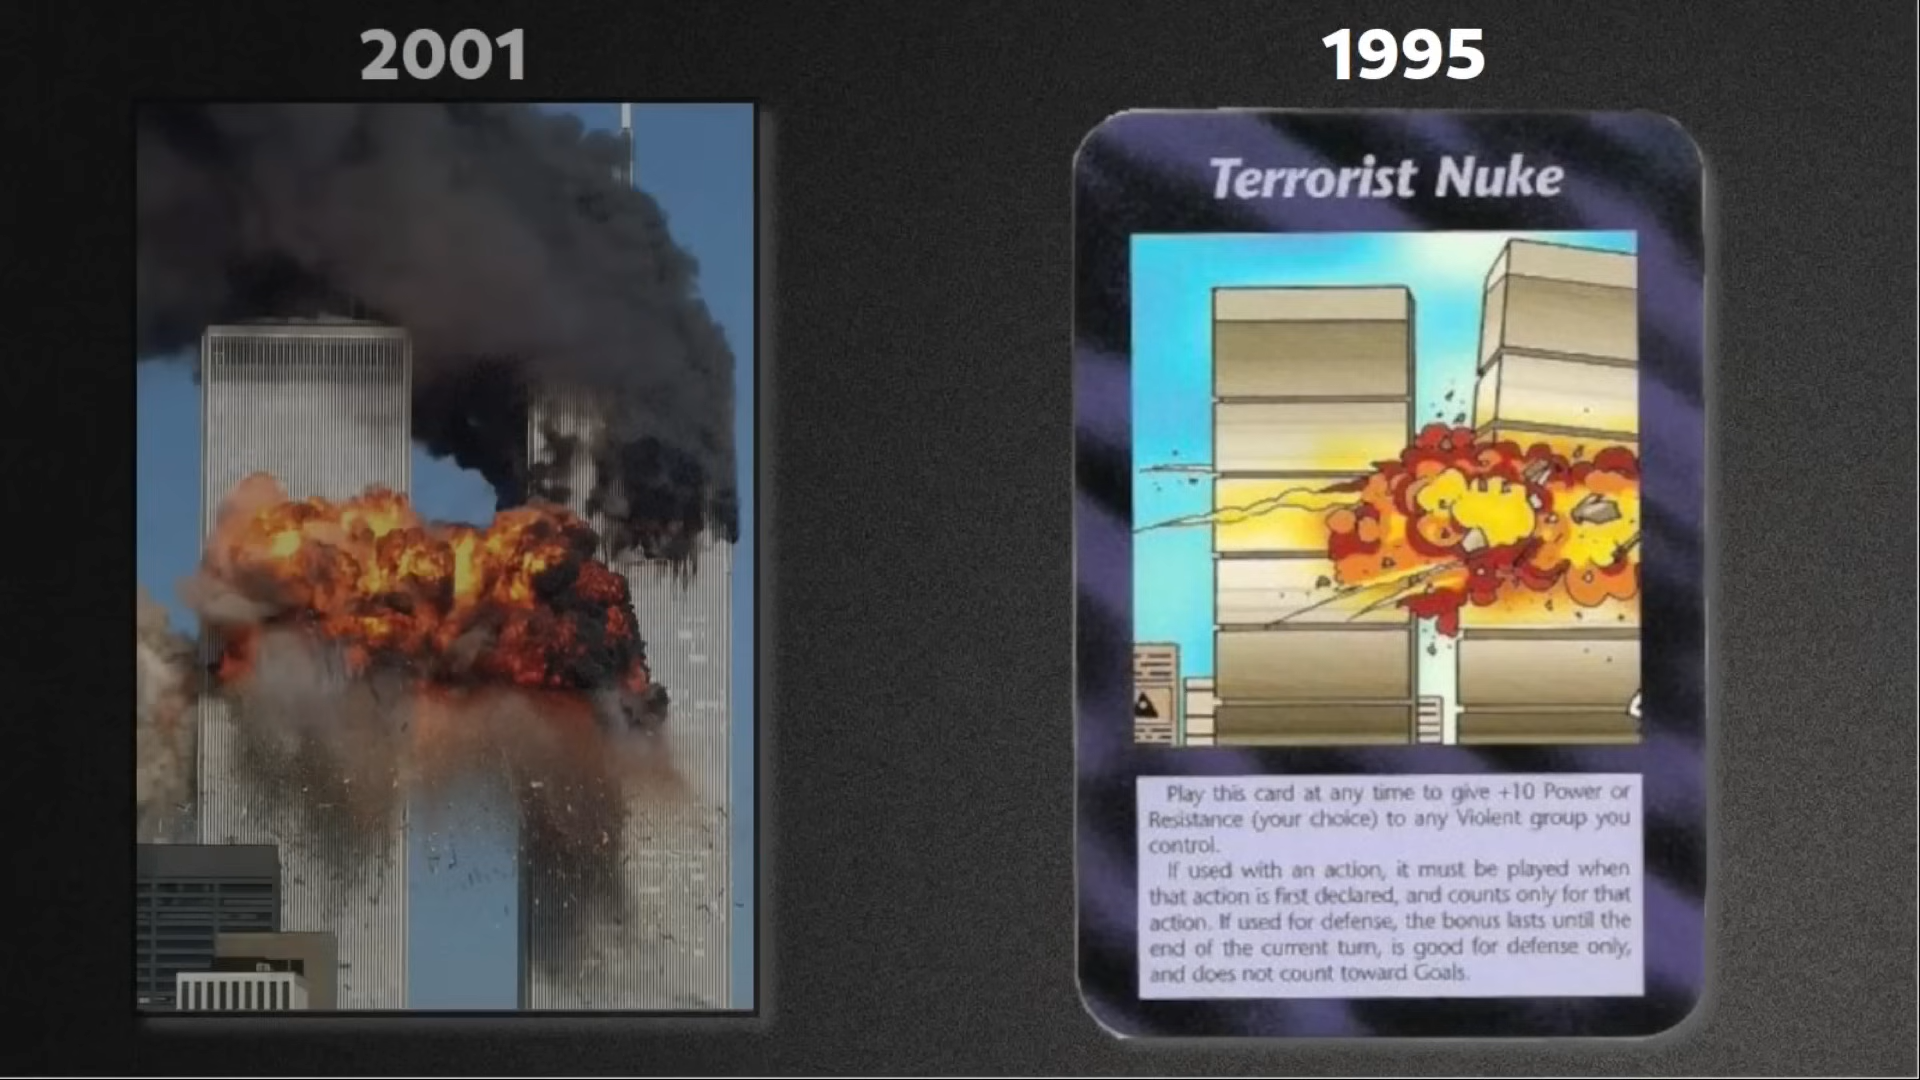 2001
1995
Terrorist Nuke
Play this card at any time to give +10 Power or
Resistance (your choice) to any Violent group you
control.
If used with an action, it must be played when
that action is first declared, and counts only for that
action. If used for defense, the bonus lasts until the
end of the current turn, is good for defense only,
and does not count toward Goals.